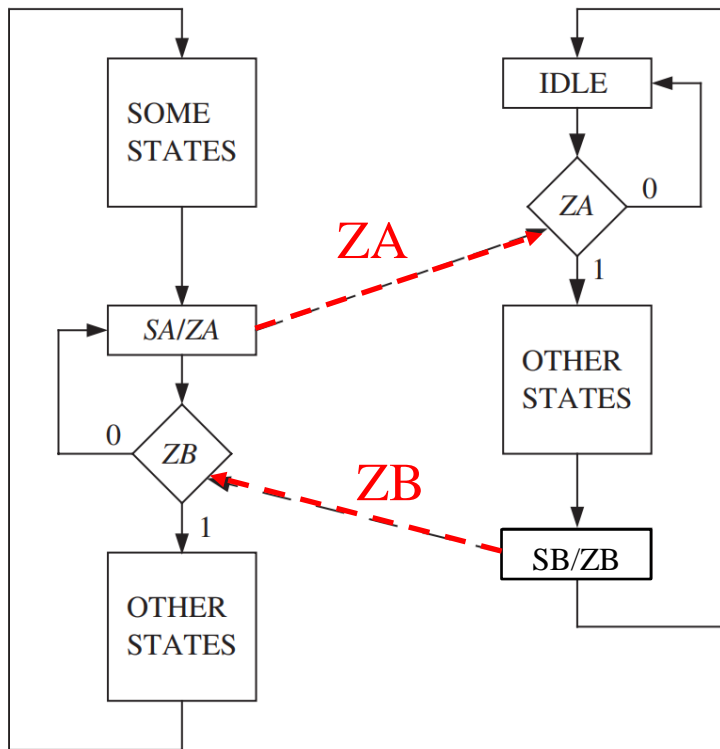 SOME
STATES
IDLE
ZA
0
ZA
1
SA/ZA
OTHER
STATES
0
ZB
ZB
1
SB/ZB
OTHER
STATES